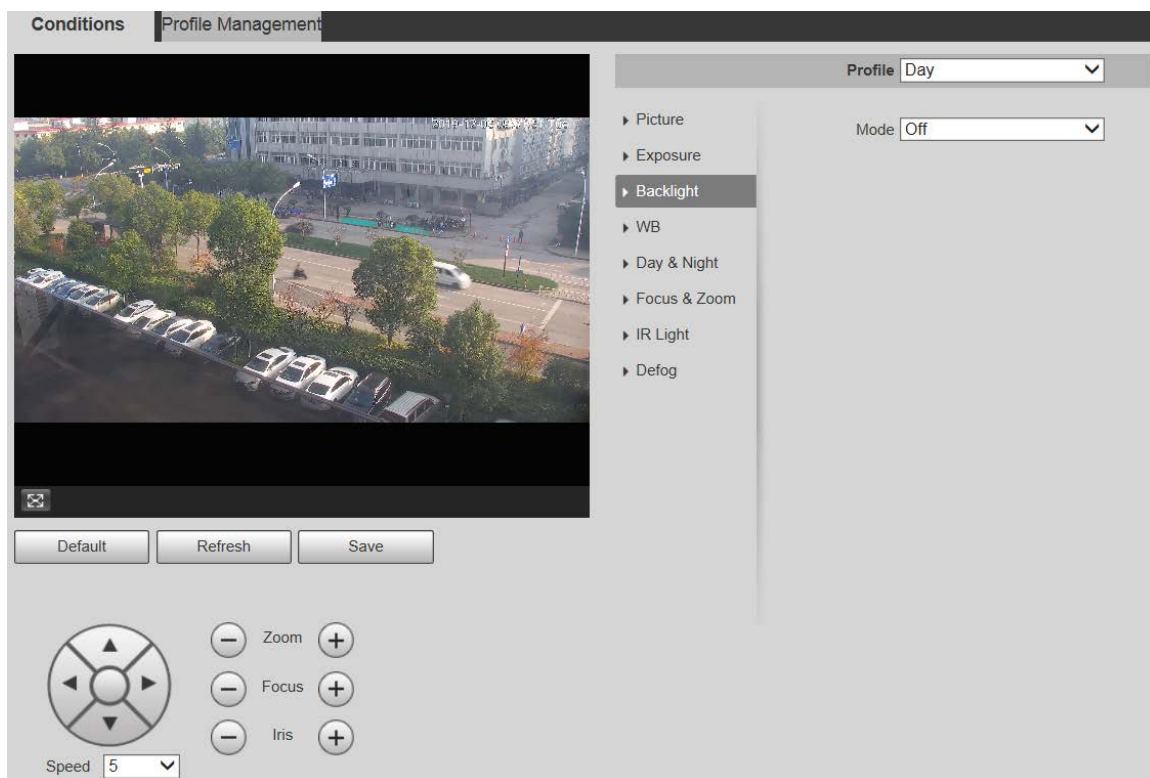 Conditions
Profile Management
Profile Day
Picture
Mode Off
Exposure
Backlight
WB
Day & Night
Focus & Zoom
IR Light
Defog
Default Refresh Save
Zoom
Focus
Iris
Speed 5